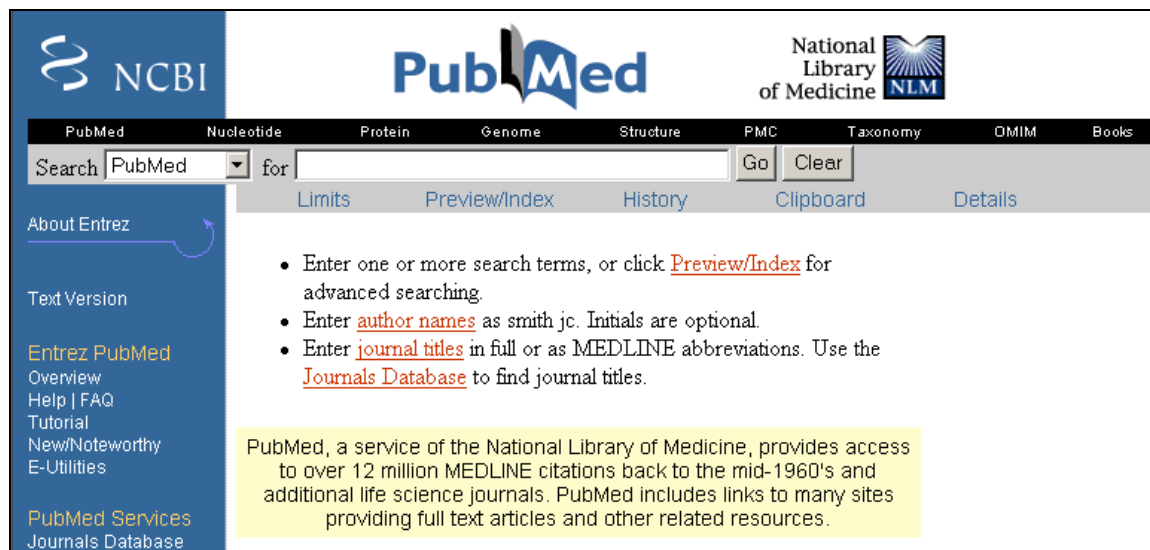 NCBI
PubMed
National
Library
of Medicine NLM
PubMed Nucleotide Protein Genome Structure PMC Taxonomy OMIM Books
Search PubMed for Go Clear
Limits Preview/Index History Clipboard Details
About Entrez
Text Version
Entrez PubMed
Overview
Help | FAQ
Tutorial
New/Noteworthy
E-Utilities
PubMed Services
Journals Database
• Enter one or more search terms, or click Preview/Index for
advanced searching.
• Enter author names as smith jc. Initials are optional.
• Enter journal titles in full or as MEDLINE abbreviations. Use the
Journals Database to find journal titles.
PubMed, a service of the National Library of Medicine, provides access
to over 12 million MEDLINE citations back to the mid-1960's and
additional life science journals. PubMed includes links to many sites
providing full text articles and other related resources.